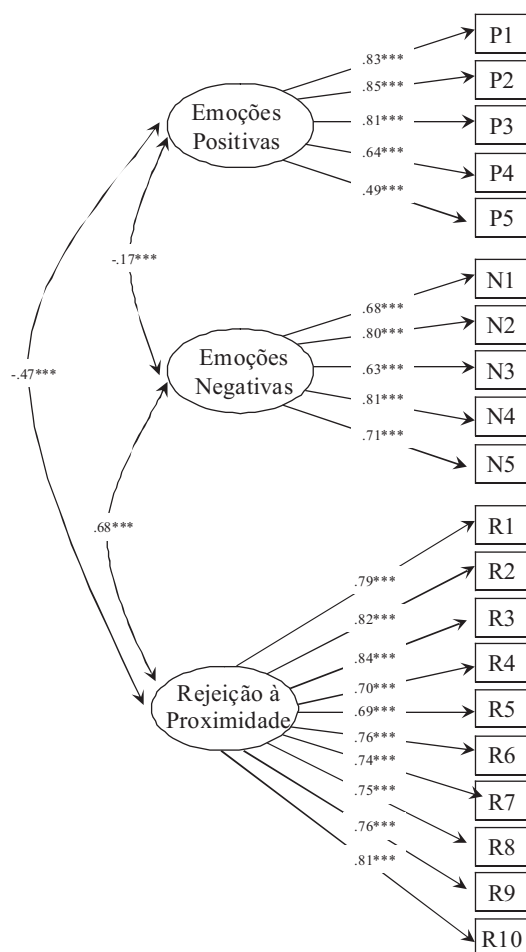 P1
.83***
P2
.85***
Emoções
Positivas
.81***
P3
.64***
P4
.49***
P5
-.17***
N1
.68***
N2
.80***
Emoções
Negativas
.63***
N3
.81***
N4
.71***
N5
-.47***
.68***
R1
.79***
R2
.82***
R3
.84***
R4
.70***
Rejeição à
Proximidade
.69***
R5
.76***
R6
.74***
R7
.75***
R8
.76***
R9
.81***
R10